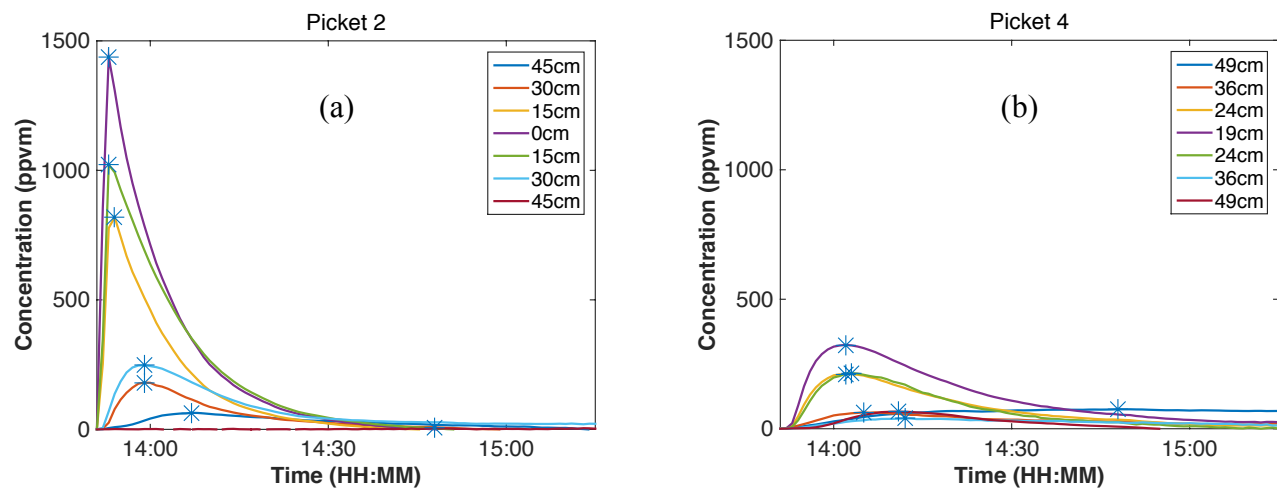 Picket 2
1500
1000
500
0
Concentration (ppvm)
(a)
45cm
30cm
15cm
0cm
15cm
30cm
45cm
14:00
14:30
15:00
Time (HH:MM)
Picket 4
1500
1000
500
0
Concentration (ppvm)
(b)
49cm
36cm
24cm
19cm
24cm
36cm
49cm
14:00
14:30
15:00
Time (HH:MM)